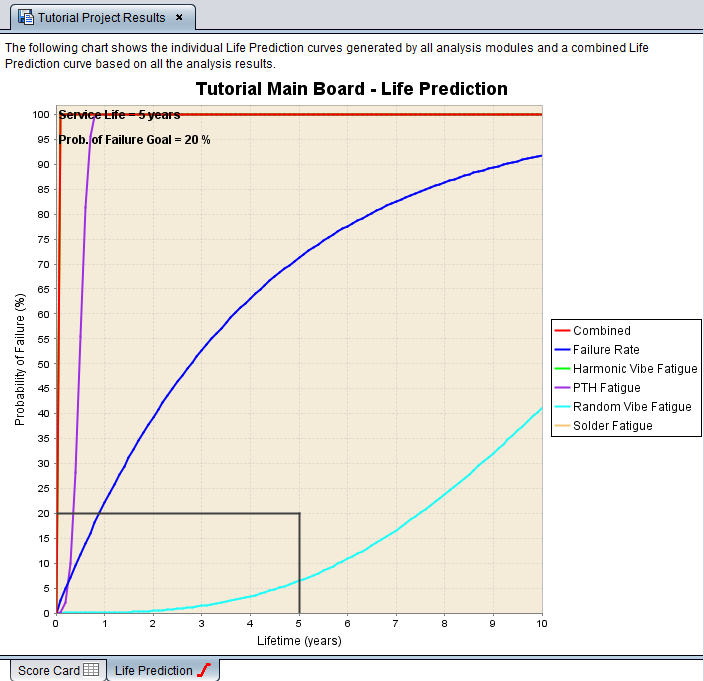 Tutorial Project Results ×
The following chart shows the individual Life Prediction curves generated by all analysis modules and a combined Life
Prediction curve based on all the analysis results.
Tutorial Main Board - Life Prediction
Service Life = 5 years
Prob. of Failure Goal = 20 %
100
95
90
85
80
75
70
65
60
55
50
45
40
35
30
25
20
15
10
5
0
Probability of Failure (%)
0 1 2 3 4 5 6 7 8 9 10
Lifetime (years)
Combined
Failure Rate
Harmonic Vibe Fatigue
PTH Fatigue
Random Vibe Fatigue
Solder Fatigue
Score Card Life Prediction